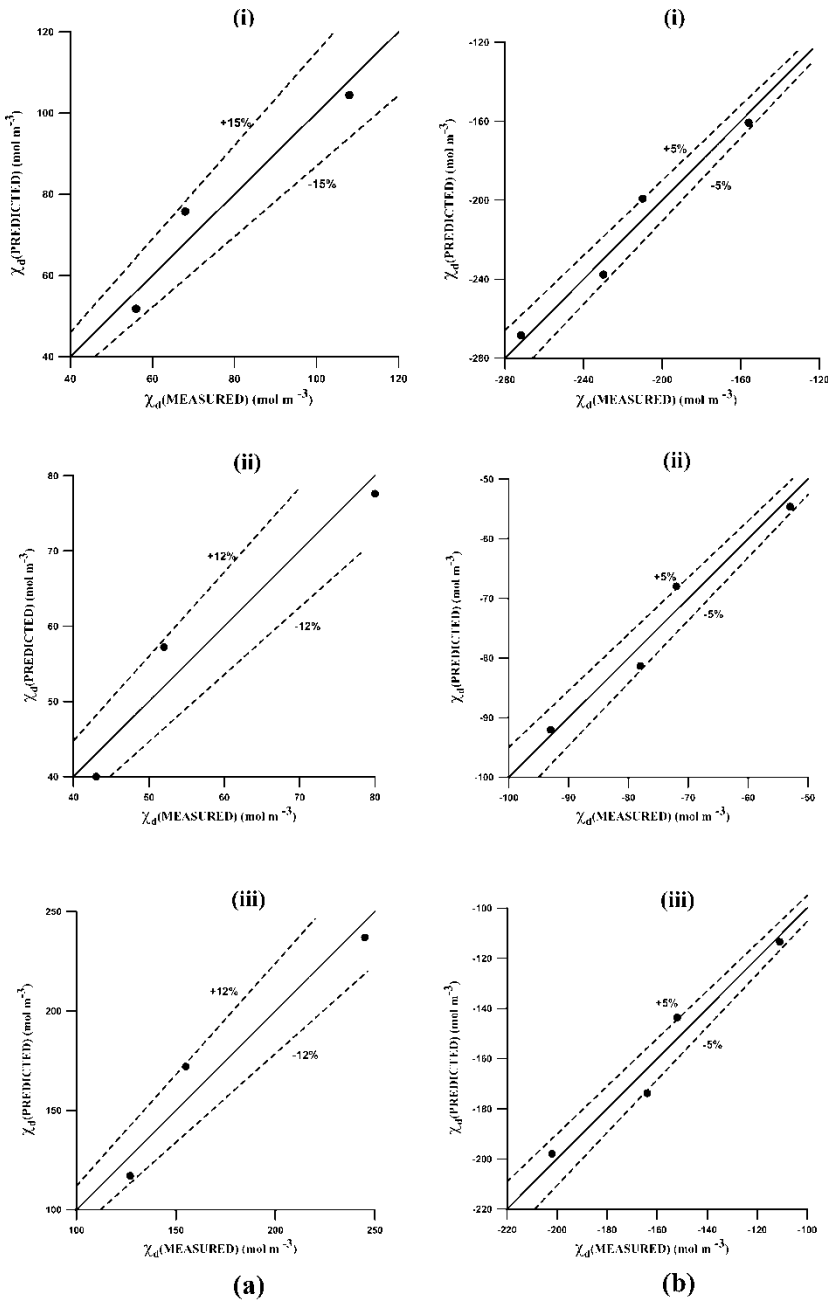 (i)
120
100
80
60
40
+15%
-15%
χd(PREDICTED) (mol m -3)
40 60 80 100 120
χd(MEASURED) (mol m -3)
(i)
-120
-160
-200
-240
-280
+5%
-5%
χd(PREDICTED) (mol m -3)
-280 -240 -200 -160 -120
χd(MEASURED) (mol m -3)
(ii)
80
70
60
50
40
+12%
-12%
χd(PREDICTED) (mol m -3)
40 50 60 70 80
χd(MEASURED) (mol m -3)
(ii)
-50
-60
-70
-80
-90
-100
+5%
-5%
χd(PREDICTED) (mol m -3)
-100 -90 -80 -70 -60 -50
χd(MEASURED) (mol m -3)
(iii)
250
200
150
100
+12%
-12%
χd(PREDICTED) (mol m -3)
100 150 200 250
χd(MEASURED) (mol m -3)
(a)
(iii)
-100
-120
-140
-160
-180
-200
-220
+5%
-5%
χd(PREDICTED) (mol m -3)
-220 -200 -180 -160 -140 -120 -100
χd(MEASURED) (mol m -3)
(b)